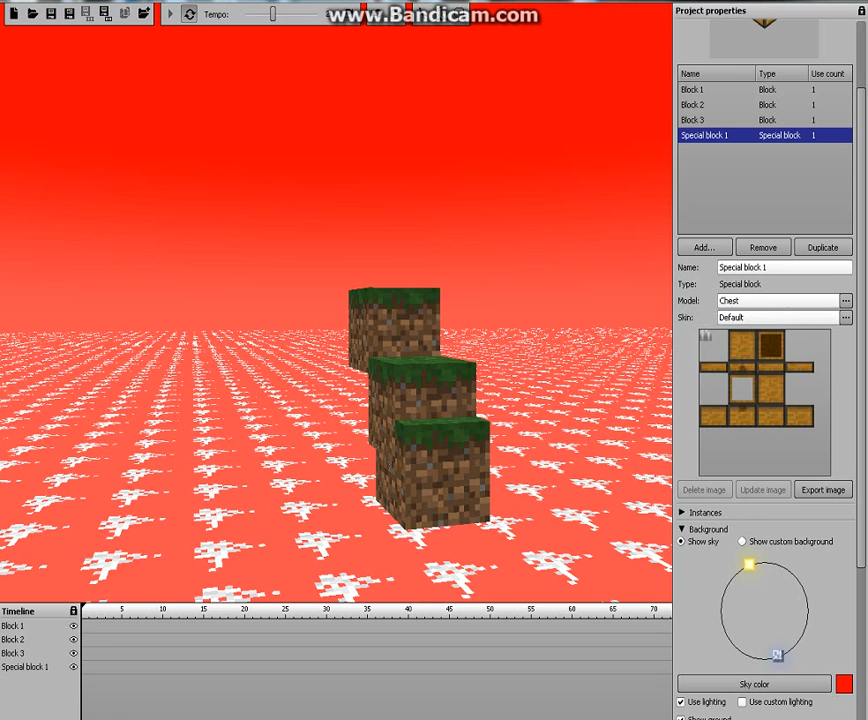 www.Bandicam.com
Tempo:
Project properties
Name Type Use count
Block 1 Block 1
Block 2 Block 1
Block 3 Block 1
Special block 1 Special block 1
Add... Remove Duplicate
Name: Special block 1
Type: Special block
Model: Chest ...
Skin: Default ...
Delete image Update image Export image
Instances
Background
Show sky Show custom background
Sky color
Use lighting Use custom lighting
Show ground
Timeline
5 10 15 20 25 30 35 40 45 50 55 60 65 70
Block 1
Block 2
Block 3
Special block 1